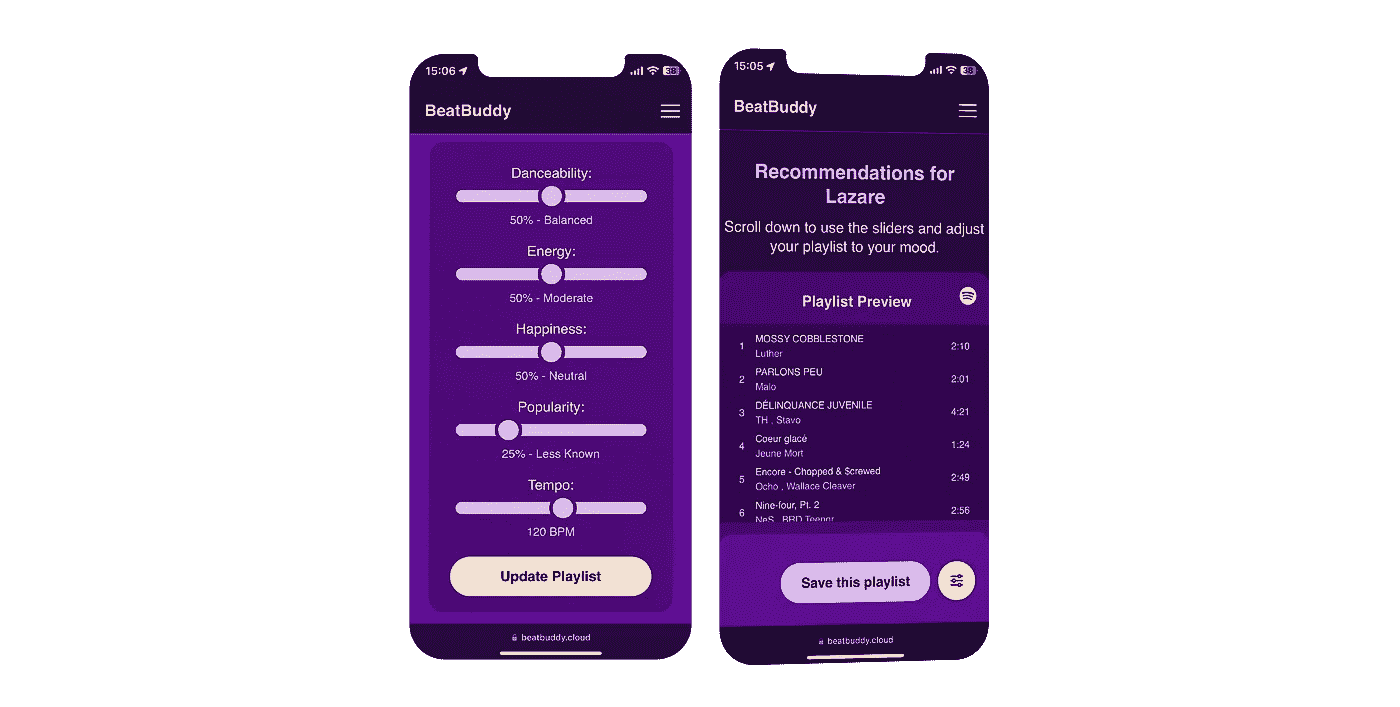 15:06
38
BeatBuddy
Danceability:
50% - Balanced
Energy:
50% - Moderate
Happiness:
50% - Neutral
Popularity:
25% - Less Known
Tempo:
120 BPM
Update Playlist
beatbuddy.cloud
15:05
38
BeatBuddy
Recommendations for
Lazare
Scroll down to use the sliders and adjust
your playlist to your mood.
Playlist Preview
1 MOSSY COBBLESTONE 2:10
Luther
2 PARLONS PEU 2:01
Malo
3 DÉLINQUANCE JUVENILE 4:21
TH , Stavo
4 Coeur glacé 1:24
Jeune Mort
5 Encore - Chopped & $crewed 2:49
Ocho , Wallace Cleaver
6 Nine-four, Pt. 2 2:56
NeS , BRD
Save this playlist
beatbuddy.cloud